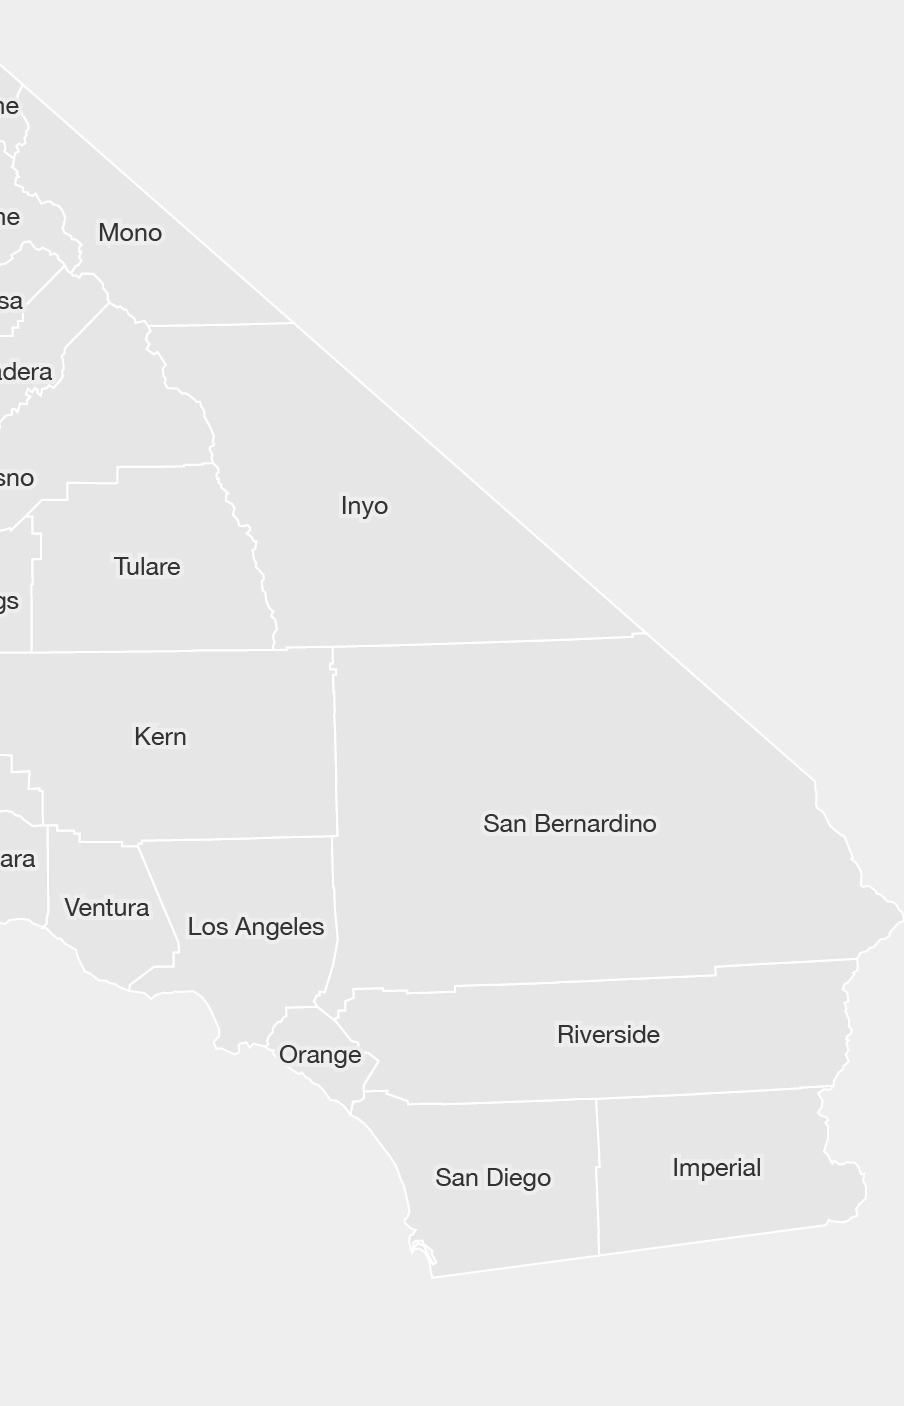 ne
ne
Mono
sa
adera
sno
Inyo
Tulare
gs
Kern
San Bernardino
ara
Ventura
Los Angeles
Riverside
Orange
Imperial
San Diego